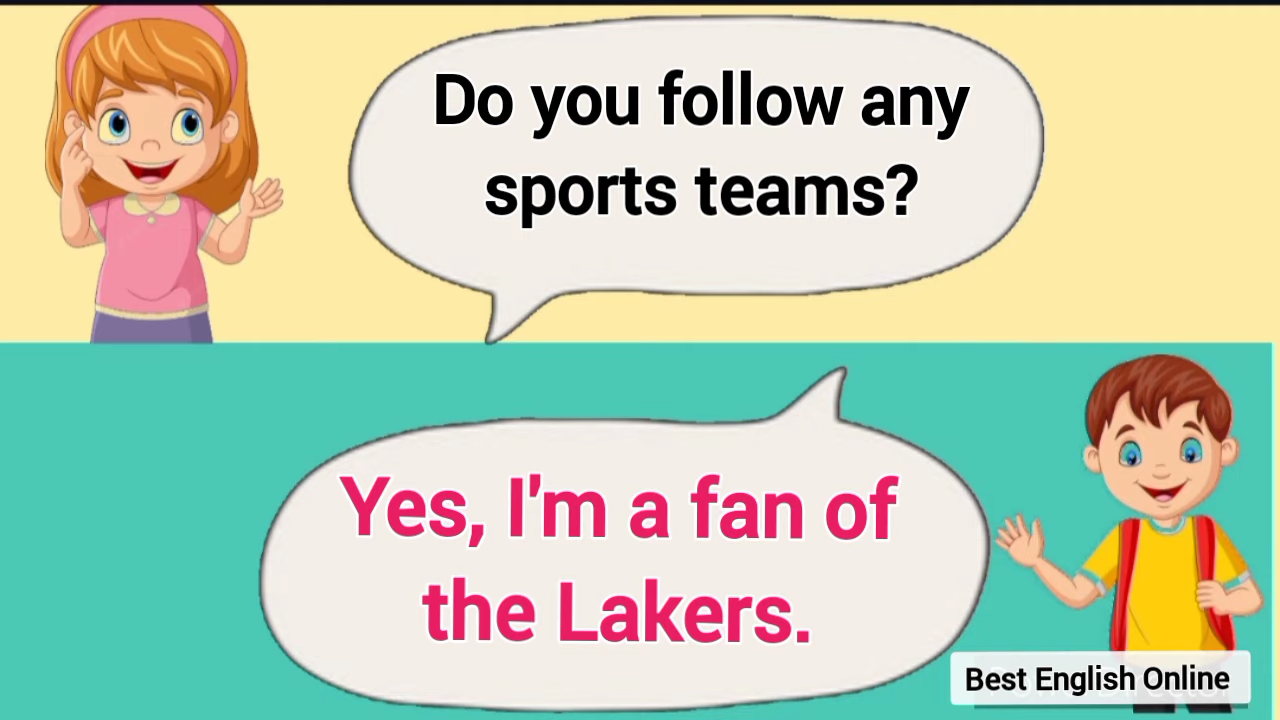 Do you follow any
sports teams?
Yes, I'm a fan of
the Lakers.
Best English Online